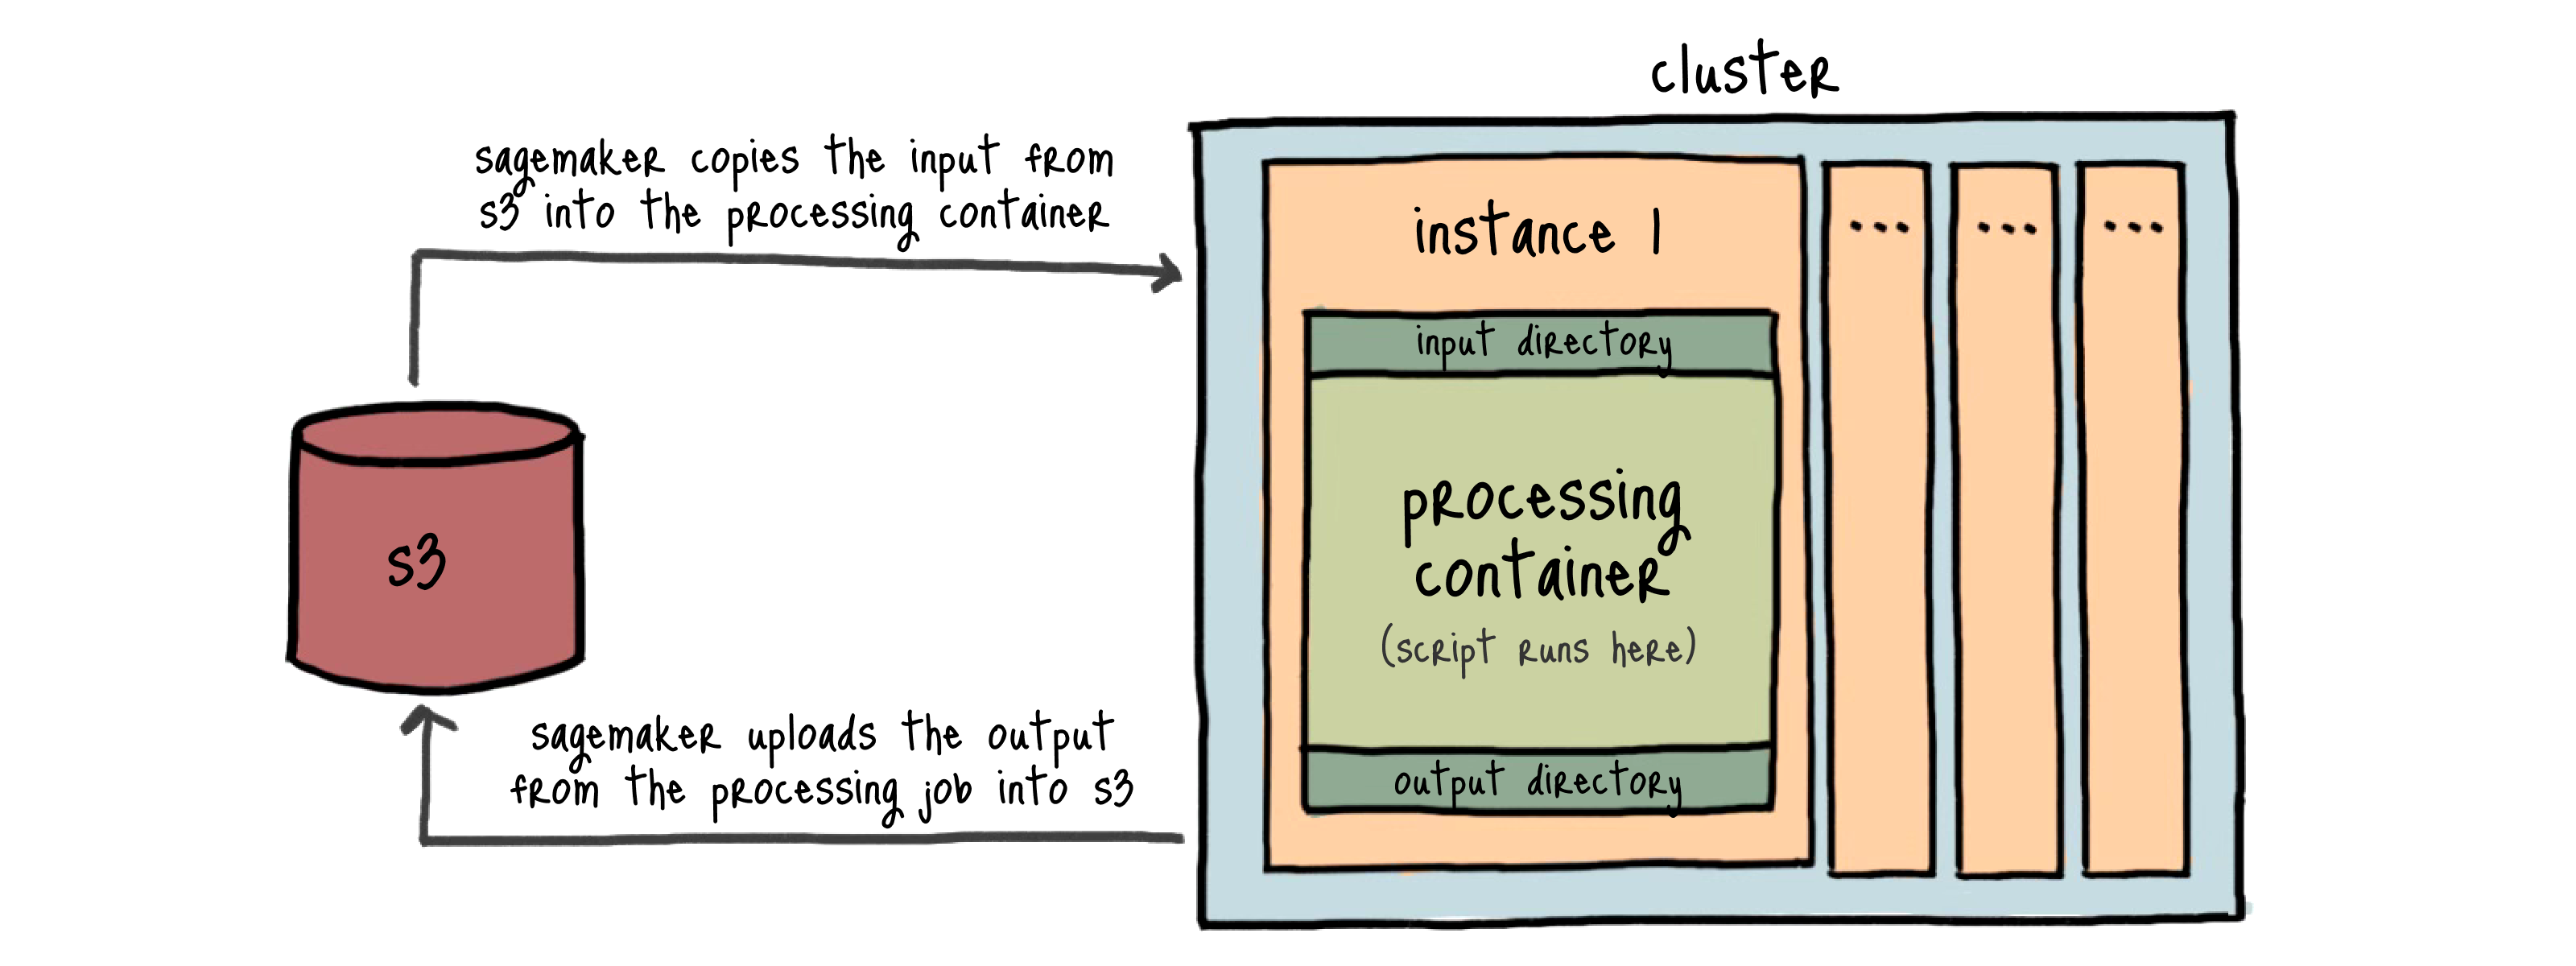 cluster
sagemaker copies the input from
s3 into the processing container
instance 1
...
...
...
input directory
processing
container
(script runs here)
s3
sagemaker uploads the output
from the processing job into s3
output directory